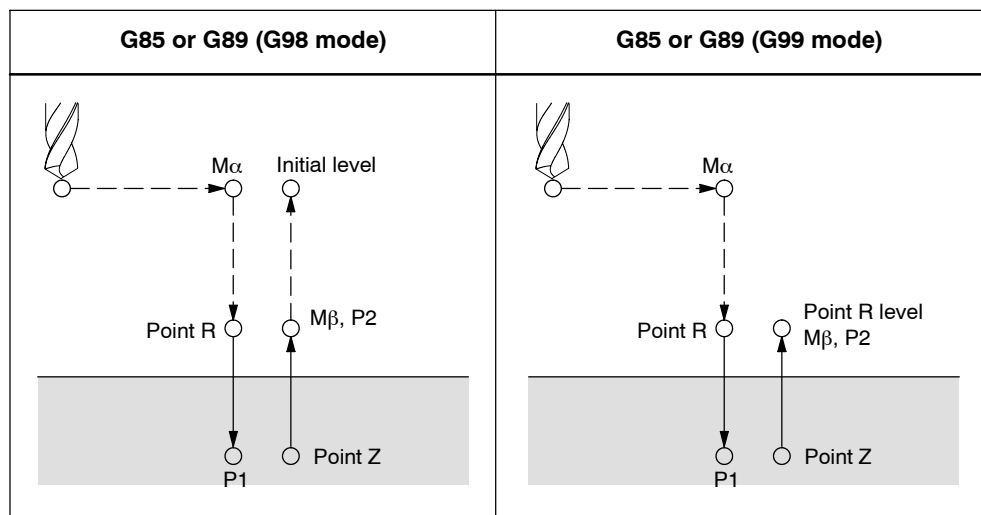 G85 or G89 (G98 mode)
G85 or G89 (G99 mode)
Mα
Initial level
Point R
Mβ, P2
P1
Point Z
Mα
Point R
Point R level
Mβ, P2
P1
Point Z